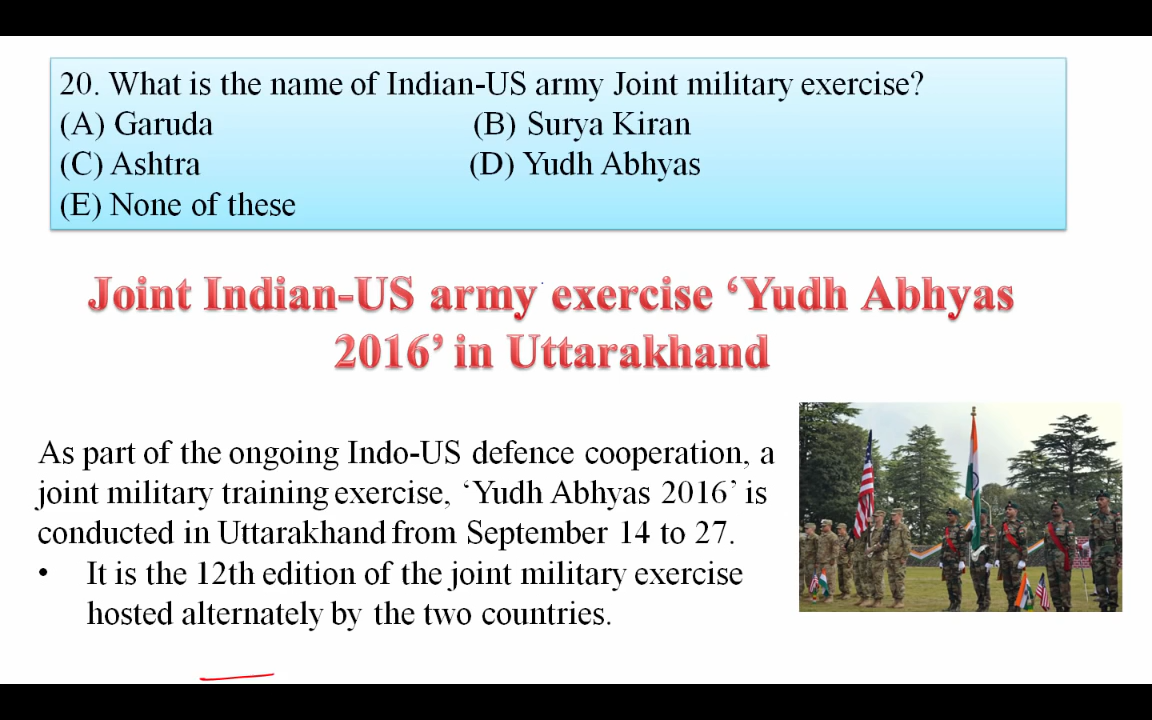 20. What is the name of Indian-US army Joint military exercise?
(A) Garuda (B) Surya Kiran
(C) Ashtra (D) Yudh Abhyas
(E) None of these
Joint Indian-US army exercise ‘Yudh Abhyas
2016’ in Uttarakhand
As part of the ongoing Indo-US defence cooperation, a
joint military training exercise, ‘Yudh Abhyas 2016’ is
conducted in Uttarakhand from September 14 to 27.
• It is the 12th edition of the joint military exercise
hosted alternately by the two countries.